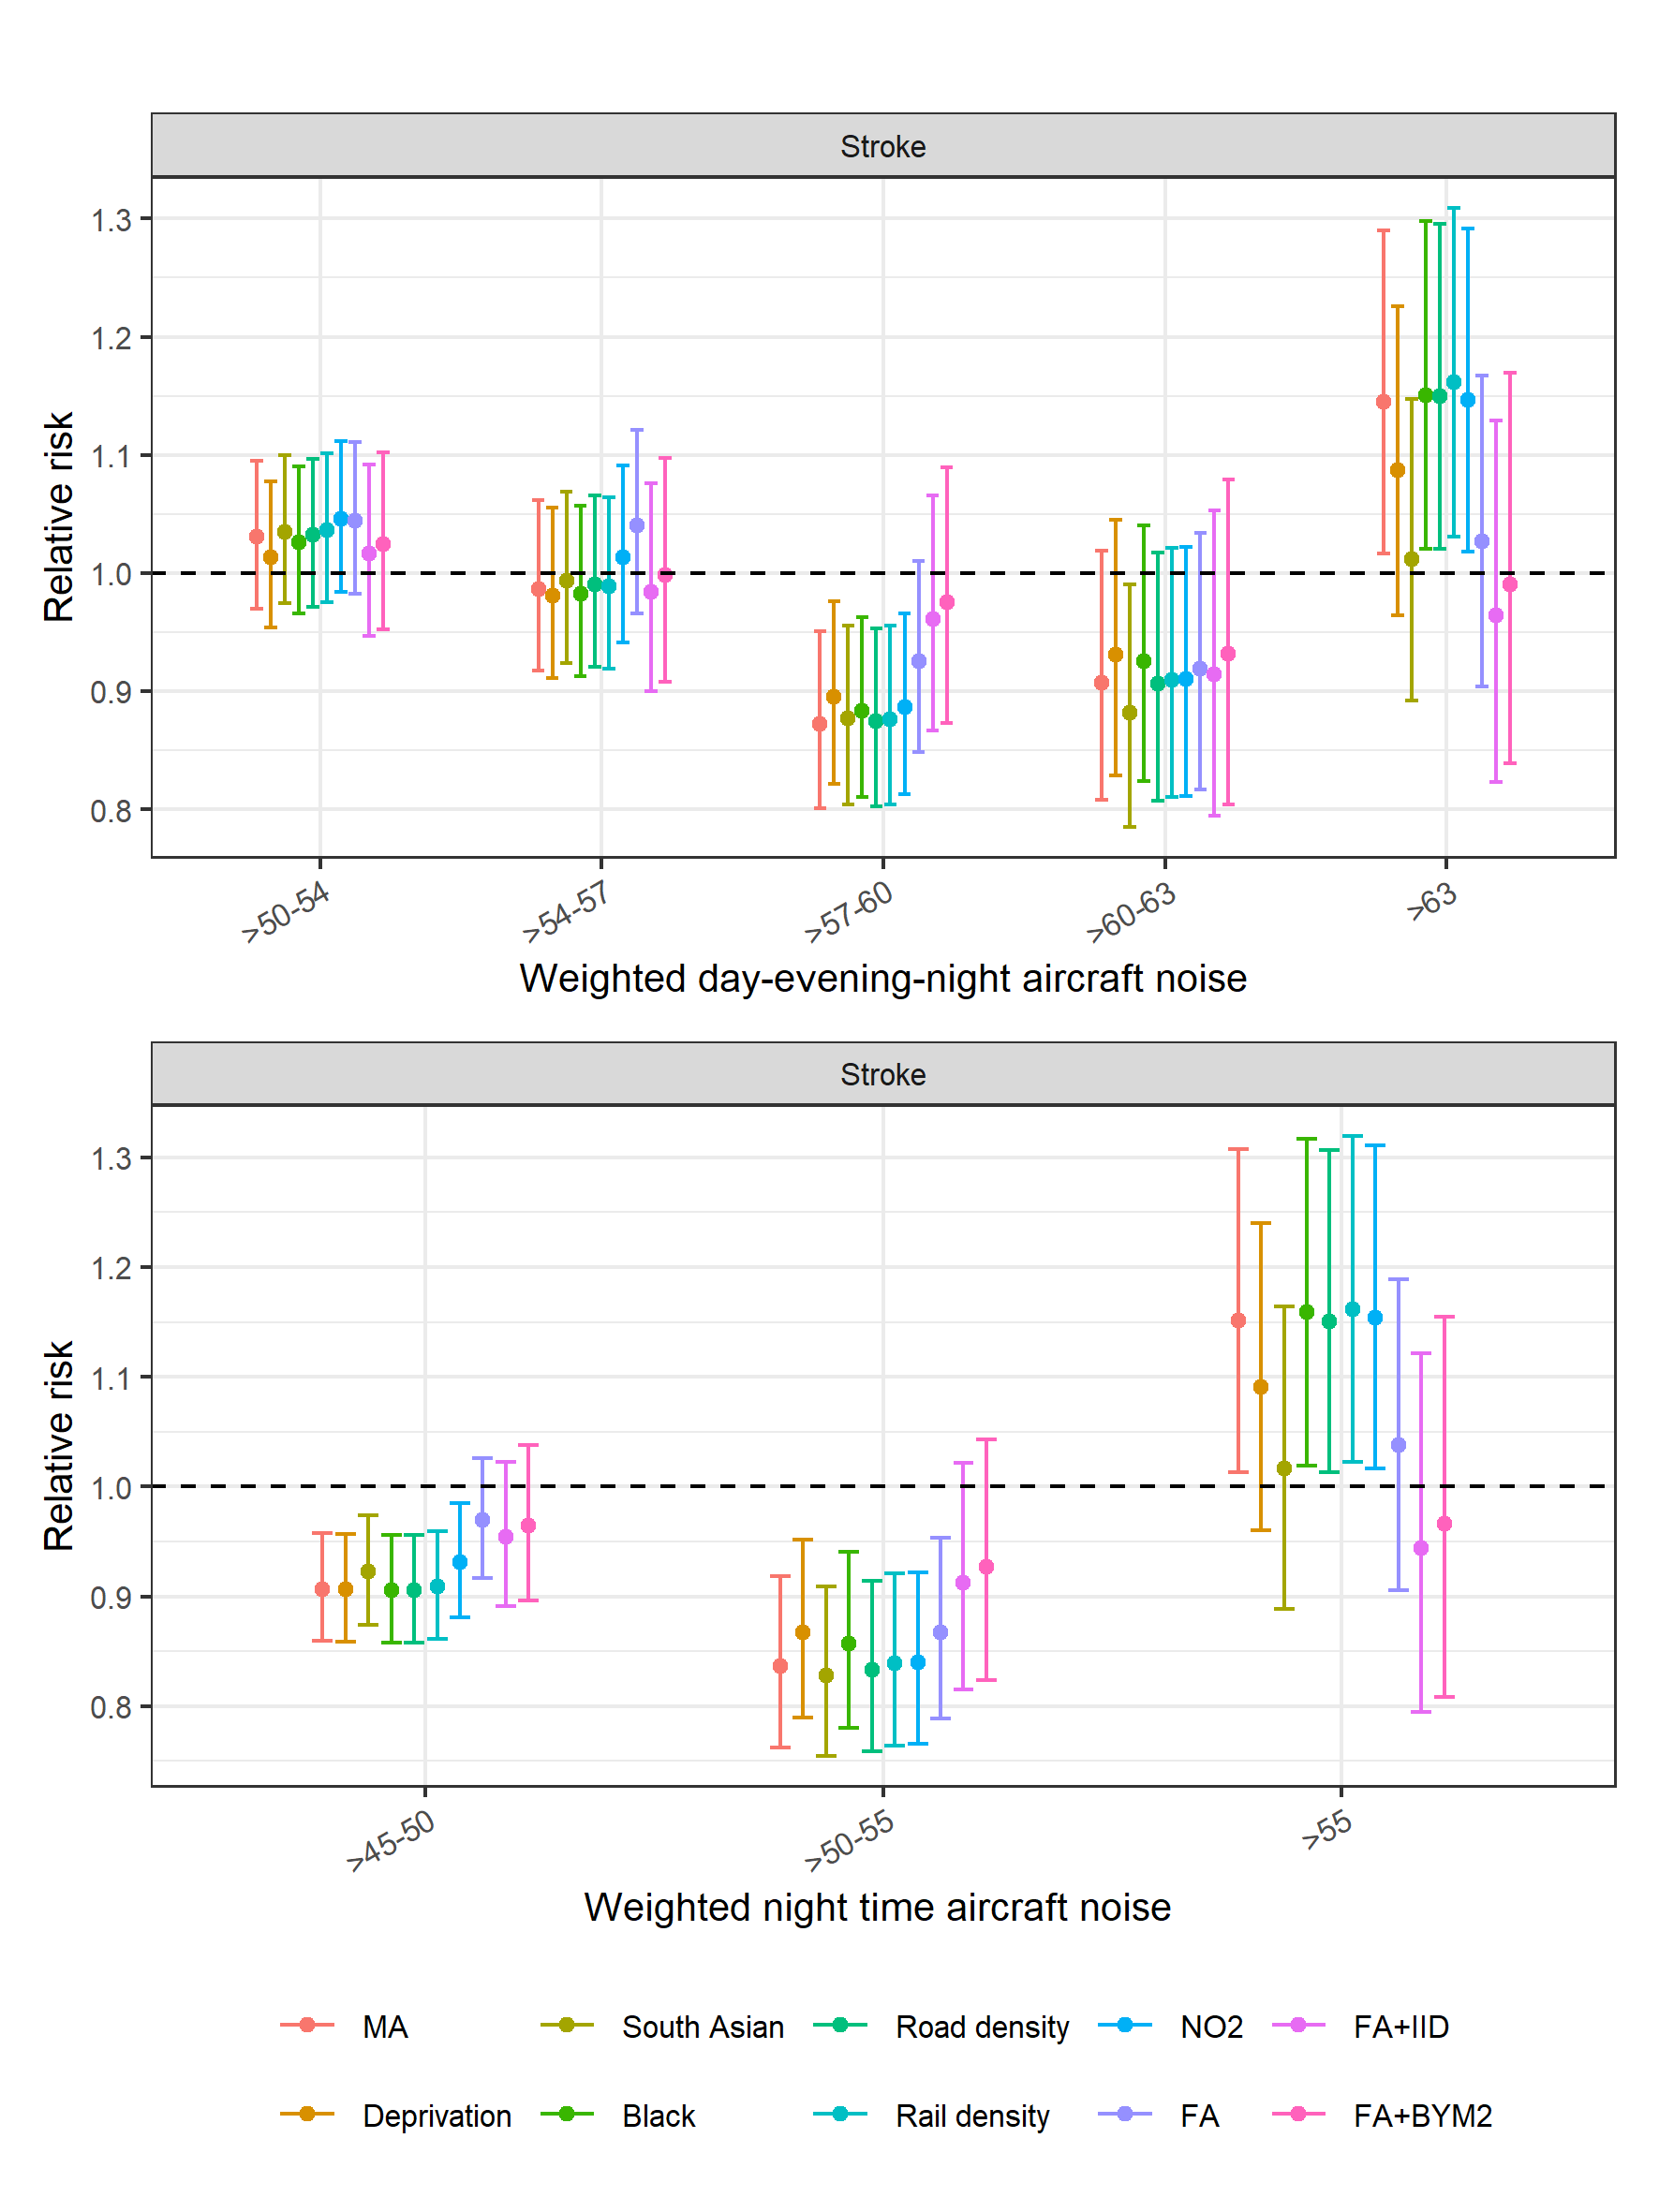 Stroke
1.3
1.2
1.1
1.0
0.9
0.8
Relative risk
>50-54
>54-57
>57-60
>60-63
>63
Weighted day-evening-night aircraft noise
Stroke
1.3
1.2
1.1
1.0
0.9
0.8
Relative risk
>45-50
>50-55
>55
Weighted night time aircraft noise
MA South Asian Road density NO2 FA+IID
Deprivation Black Rail density FA FA+BYM2